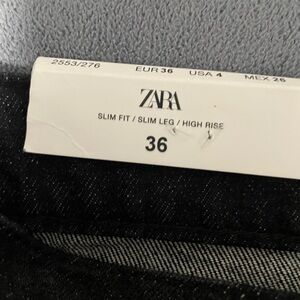 2553/276 EUR 36 USA 4 MEX 26
ZARA
SLIM FIT / SLIM LEG / HIGH RISE
36